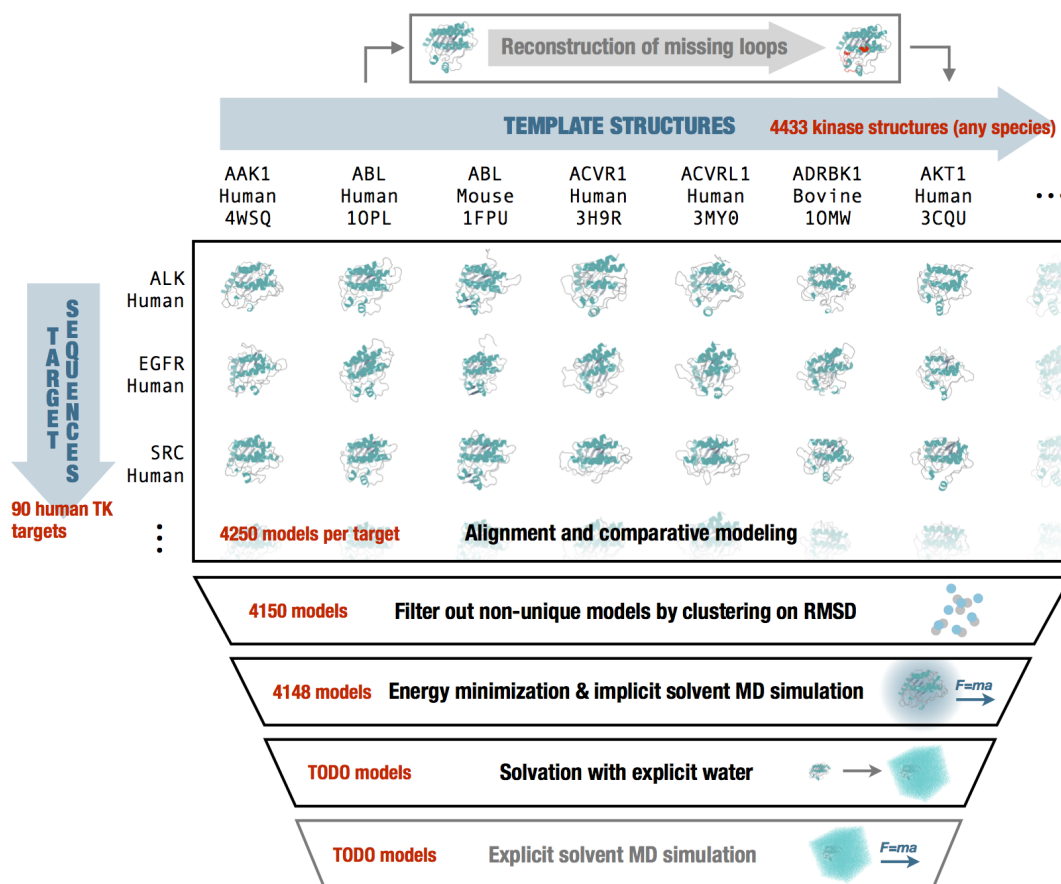 Reconstruction of missing loops
TEMPLATE STRUCTURES 4433 kinase structures (any species)
AAK1 ABL ABL ACVR1 ACVRL1 ADRBK1 AKT1
Human Human Mouse Human Human Bovine Human
4WSQ 1OPL 1FPU 3H9R 3MY0 1OMW 3CQU
...
ALK
Human
TARGET
SEQUENCES
EGFR
Human
SRC
Human
90 human TK
targets
...
4250 models per target Alignment and comparative modeling
4150 models Filter out non-unique models by clustering on RMSD
4148 models Energy minimization & implicit solvent MD simulation F=ma
TODO models Solvation with explicit water
TODO models Explicit solvent MD simulation F=ma